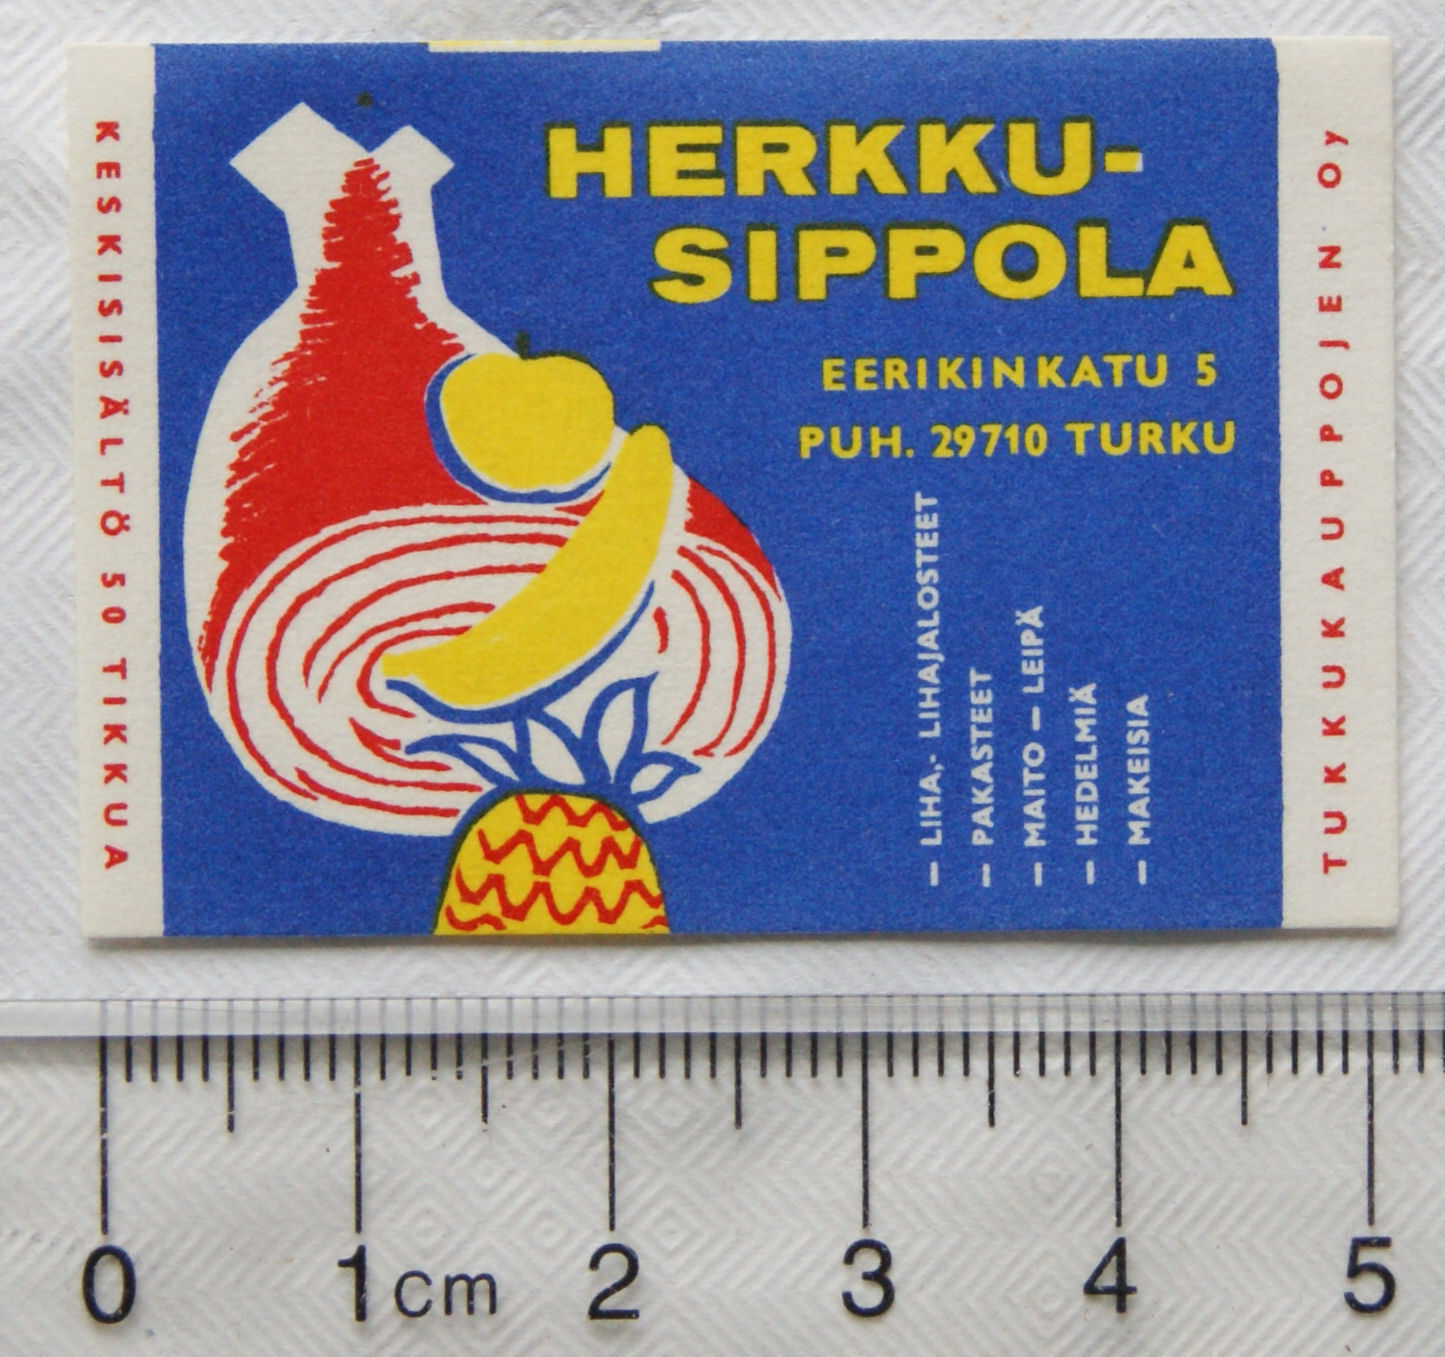 KESKISISÄLTÖ 50 TIKKUA
HERKKU-
SIPPOLA
EERIKINKATU 5
PUH. 29710 TURKU
– LIHA,- LIHAJALOSTEET
– PAKASTEET
– MAITO – LEIPÄ
– HEDELMIÄ
– MAKEISIA
TUKKUKAUPPOJEN Oy
0 1cm 2 3 4 5